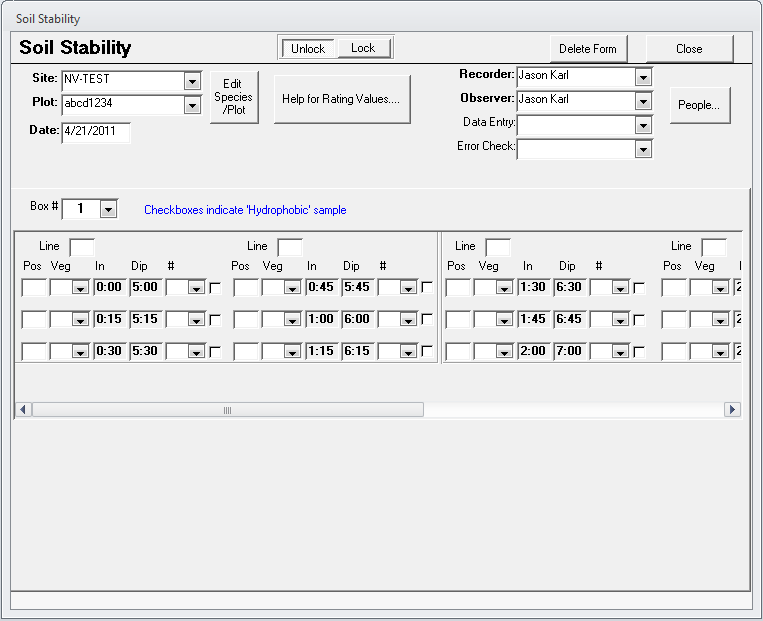 Soil Stability
Soil Stability Unlock Lock Delete Form Close
Site: NV-TEST Edit Species /Plot Help for Rating Values.... Recorder: Jason Karl People...
Plot: abcd1234 Observer: Jason Karl
Date: 4/21/2011 Data Entry:
Error Check:
Box # 1 Checkboxes indicate 'Hydrophobic' sample
Line Line Line Line
Pos Veg In Dip # Pos Veg In Dip # Pos Veg In Dip # Pos Veg
0:00 5:00 0:45 5:45 1:30 6:30
0:15 5:15 1:00 6:00 1:45 6:45
0:30 5:30 1:15 6:15 2:00 7:00